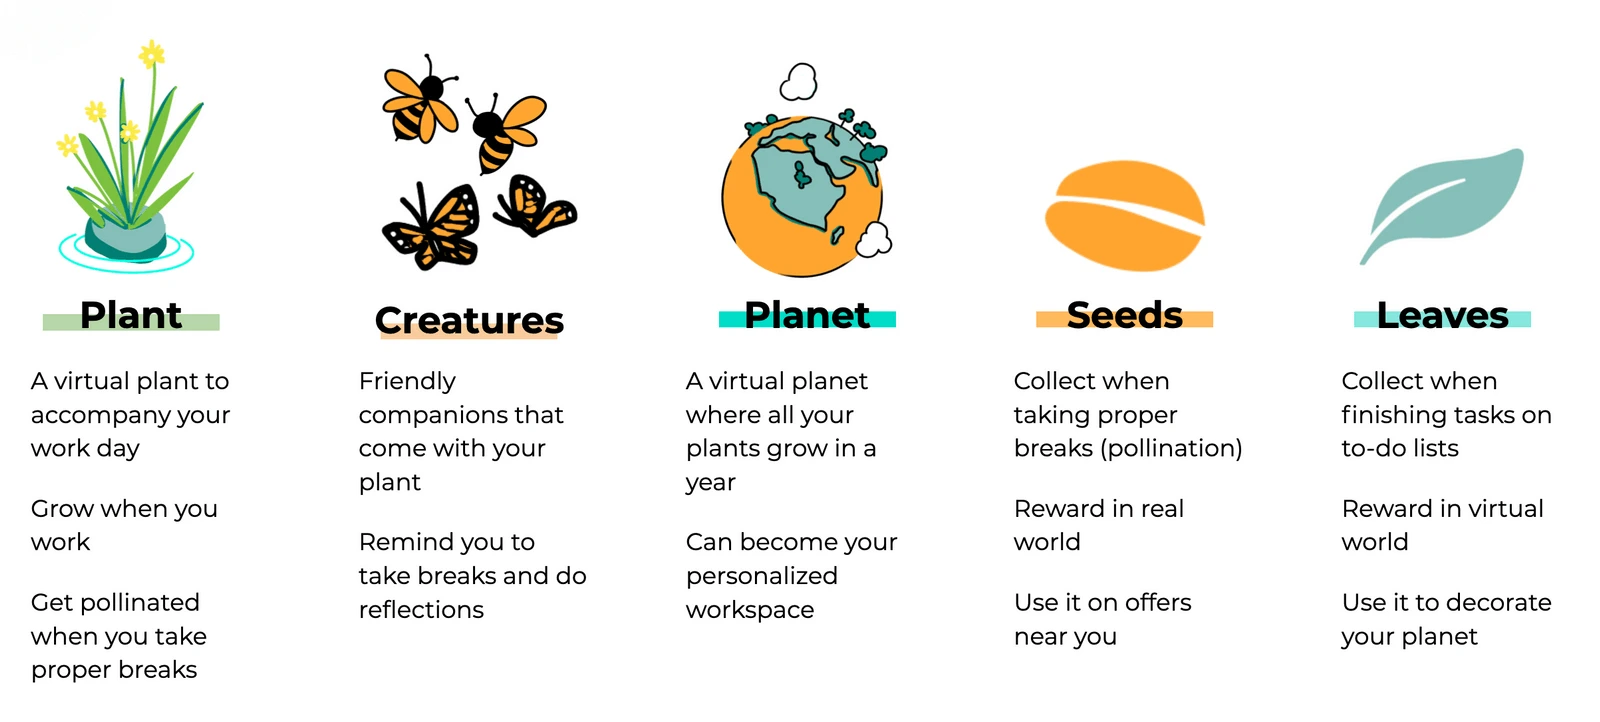 Plant
A virtual plant to
accompany your
work day
Grow when you
work
Get pollinated
when you take
proper breaks
Creatures
Friendly
companions that
come with your
plant
Remind you to
take breaks and do
reflections
Planet
A virtual planet
where all your
plants grow in a
year
Can become your
personalized
workspace
Seeds
Collect when
taking proper
breaks (pollination)
Reward in real
world
Use it on offers
near you
Leaves
Collect when
finishing tasks on
to-do lists
Reward in virtual
world
Use it to decorate
your planet